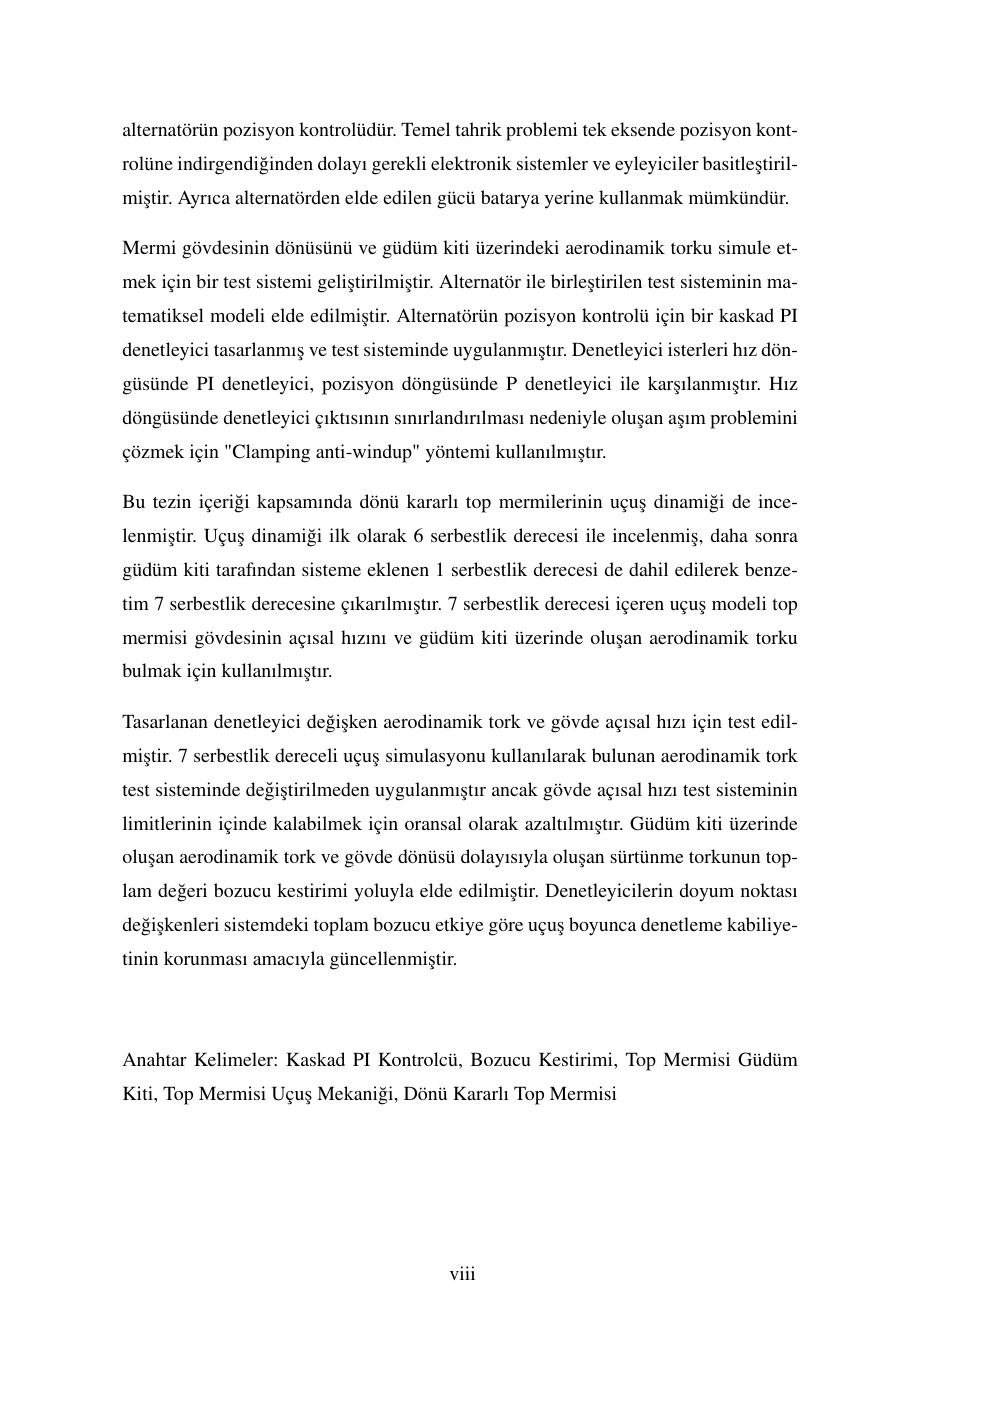 alternatörün pozisyon kontrolüdür. Temel tahrik problemi tek eksende pozisyon kont-
rolüne indirgendiğinden dolayı gerekli elektronik sistemler ve eyleyiciler basitleştiril-
miştir. Ayrıca alternatörden elde edilen gücü batarya yerine kullanmak mümkündür.
Mermi gövdesinin dönüsünü ve güdüm kiti üzerindeki aerodinamik torku simule et-
mek için bir test sistemi geliştirilmiştir. Alternatör ile birleştirilen test sisteminin ma-
tematiksel modeli elde edilmiştir. Alternatörün pozisyon kontrolü için bir kaskad PI
denetleyici tasarlanmış ve test sisteminde uygulanmıştır. Denetleyici isterleri hız dön-
güsünde PI denetleyici, pozisyon döngüsünde P denetleyici ile karşılanmıştır. Hız
döngüsünde denetleyici çıktısının sınırlandırılması nedeniyle oluşan aşım problemini
çözmek için "Clamping anti-windup" yöntemi kullanılmıştır.
Bu tezin içeriği kapsamında dönü kararlı top mermilerinin uçuş dinamiği de ince-
lenmiştir. Uçuş dinamiği ilk olarak 6 serbestlik derecesi ile incelenmiş, daha sonra
güdüm kiti tarafından sisteme eklenen 1 serbestlik derecesi de dahil edilerek benze-
tim 7 serbestlik derecesine çıkarılmıştır. 7 serbestlik derecesi içeren uçuş modeli top
mermisi gövdesinin açısal hızını ve güdüm kiti üzerinde oluşan aerodinamik torku
bulmak için kullanılmıştır.
Tasarlanan denetleyici değişken aerodinamik tork ve gövde açısal hızı için test edil-
miştir. 7 serbestlik dereceli uçuş simulasyonu kullanılarak bulunan aerodinamik tork
test sisteminde değiştirilmeden uygulanmıştır ancak gövde açısal hızı test sisteminin
limitlerinin içinde kalabilmek için oransal olarak azaltılmıştır. Güdüm kiti üzerinde
oluşan aerodinamik tork ve gövde dönüsü dolayısıyla oluşan sürtünme torkunun top-
lam değeri bozucu kestirimi yoluyla elde edilmiştir. Denetleyicilerin doyum noktası
değişkenleri sistemdeki toplam bozucu etkiye göre uçuş boyunca denetleme kabiliye-
tinin korunması amacıyla güncellenmiştir.
Anahtar Kelimeler: Kaskad PI Kontrolcü, Bozucu Kestirimi, Top Mermisi Güdüm
Kiti, Top Mermisi Uçuş Mekaniği, Dönü Kararlı Top Mermisi
viii